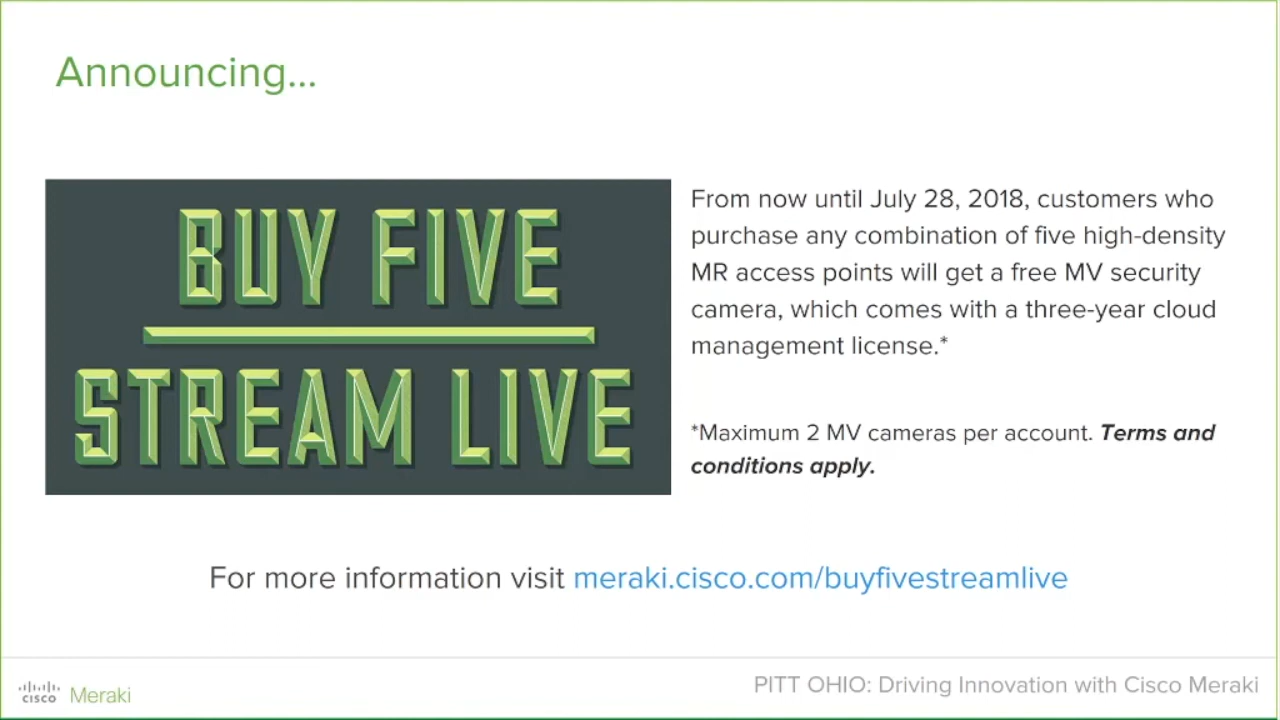 Announcing...
BUY FIVE
STREAM LIVE
From now until July 28, 2018, customers who
purchase any combination of five high-density
MR access points will get a free MV security
camera, which comes with a three-year cloud
management license.*
*Maximum 2 MV cameras per account. Terms and
conditions apply.
For more information visit meraki.cisco.com/buyfivestreamlive
CISCO Meraki
PITT OHIO: Driving Innovation with Cisco Meraki